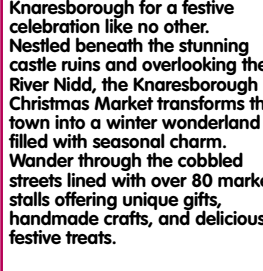 Knaresborough for a festive
celebration like no other.
Nestled beneath the stunning
castle ruins and overlooking the
River Nidd, the Knaresborough
Christmas Market transforms th
town into a winter wonderland
filled with seasonal charm.
Wander through the cobbled
streets lined with over 80 marke
stalls offering unique gifts,
handmade crafts, and delicious
festive treats.